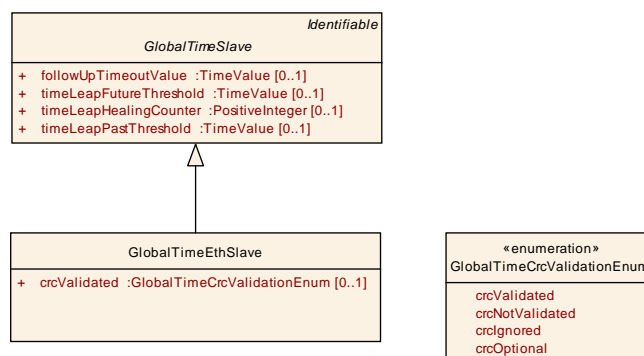 Identifiable
GlobalTimeSlave
+ followUpTimeoutValue :TimeValue [0..1]
+ timeLeapFutureThreshold :TimeValue [0..1]
+ timeLeapHealingCounter :PositiveInteger [0..1]
+ timeLeapPastThreshold :TimeValue [0..1]
GlobalTimeEthSlave
+ crcValidated :GlobalTimeCrcValidationEnum [0..1]
«enumeration»
GlobalTimeCrcValidationEnum
crcValidated
crcNotValidated
crcIgnored
crcOptional